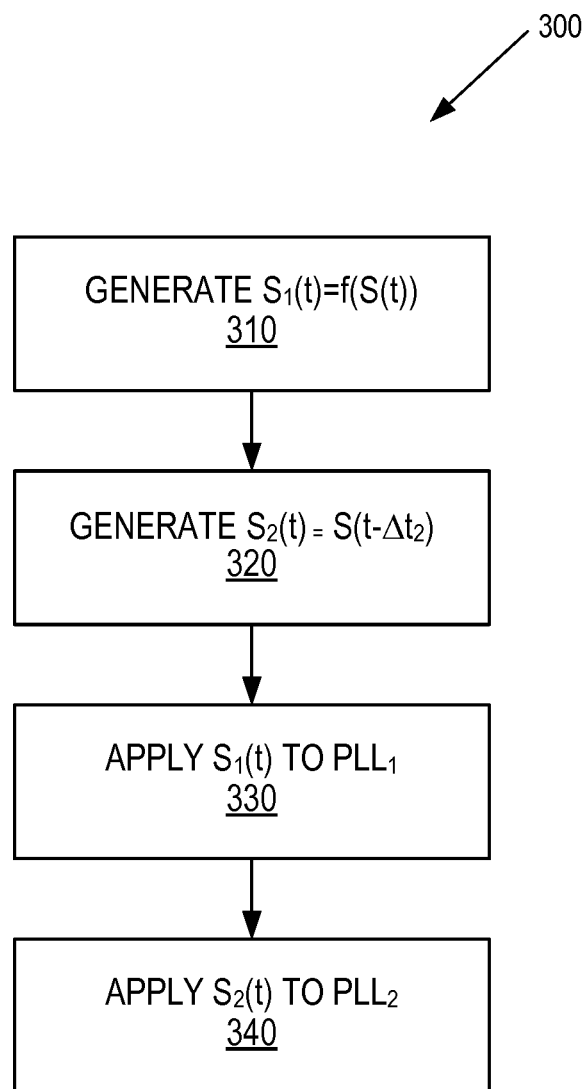 300
GENERATE S₁(t)=f(S(t))
310
GENERATE S₂(t) = S(t-Δt₂)
320
APPLY S₁(t) TO PLL₁
330
APPLY S₂(t) TO PLL₂
340